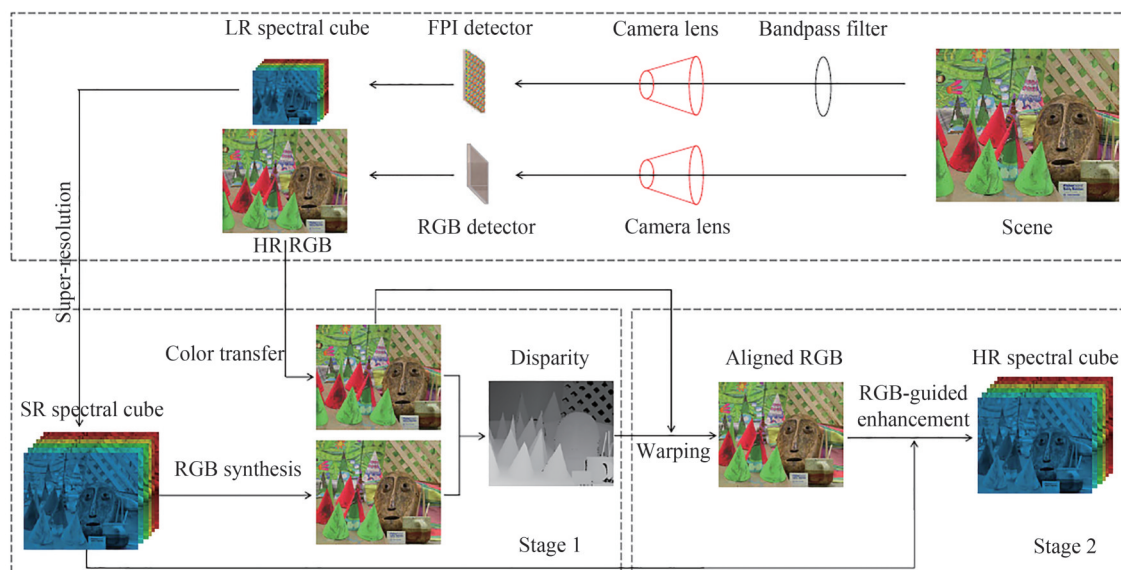 LR spectral cube
FPI detector
Camera lens
Bandpass filter
HR RGB
RGB detector
Camera lens
Scene
Super-resolution
Color transfer
Disparity
Aligned RGB
HR spectral cube
SR spectral cube
RGB synthesis
Warping
RGB-guided
enhancement
Stage 1
Stage 2